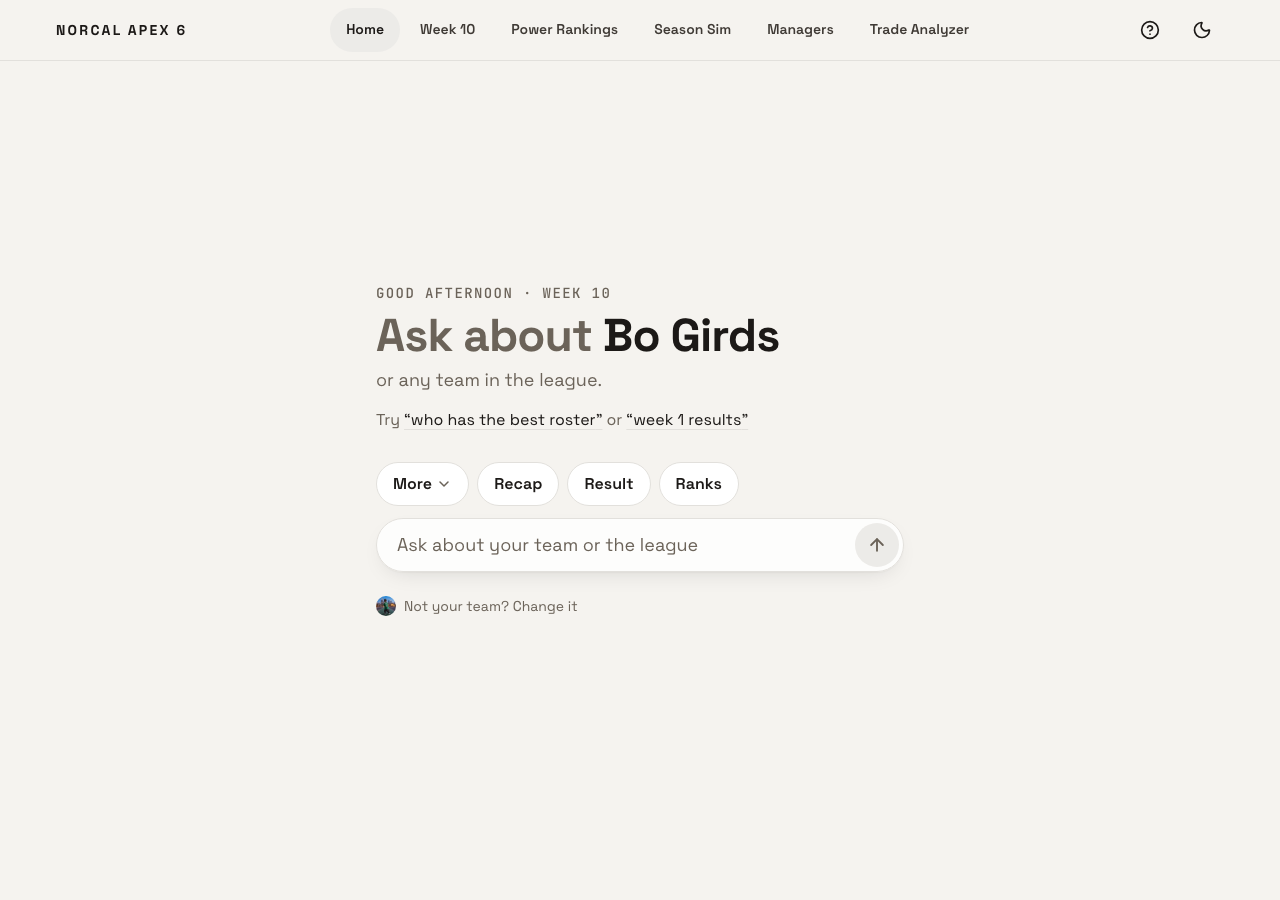 NORCAL APEX 6
Home
Week 10
Power Rankings
Season Sim
Managers
Trade Analyzer
GOOD AFTERNOON · WEEK 10
Ask about Bo Girds
or any team in the league.
Try “who has the best roster” or “week 1 results”
More
Recap
Result
Ranks
Ask about your team or the league
Not your team? Change it